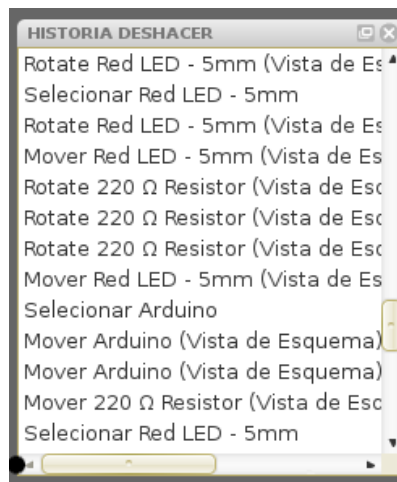 HISTORIA DESHACER
Rotate Red LED - 5mm (Vista de Es
Selecionar Red LED - 5mm
Rotate Red LED - 5mm (Vista de Es
Mover Red LED - 5mm (Vista de Es
Rotate 220 Ω Resistor (Vista de Esc
Rotate 220 Ω Resistor (Vista de Esc
Rotate 220 Ω Resistor (Vista de Esc
Mover Red LED - 5mm (Vista de Es
Selecionar Arduino
Mover Arduino (Vista de Esquema)
Mover Arduino (Vista de Esquema)
Mover 220 Ω Resistor (Vista de Esc
Selecionar Red LED - 5mm